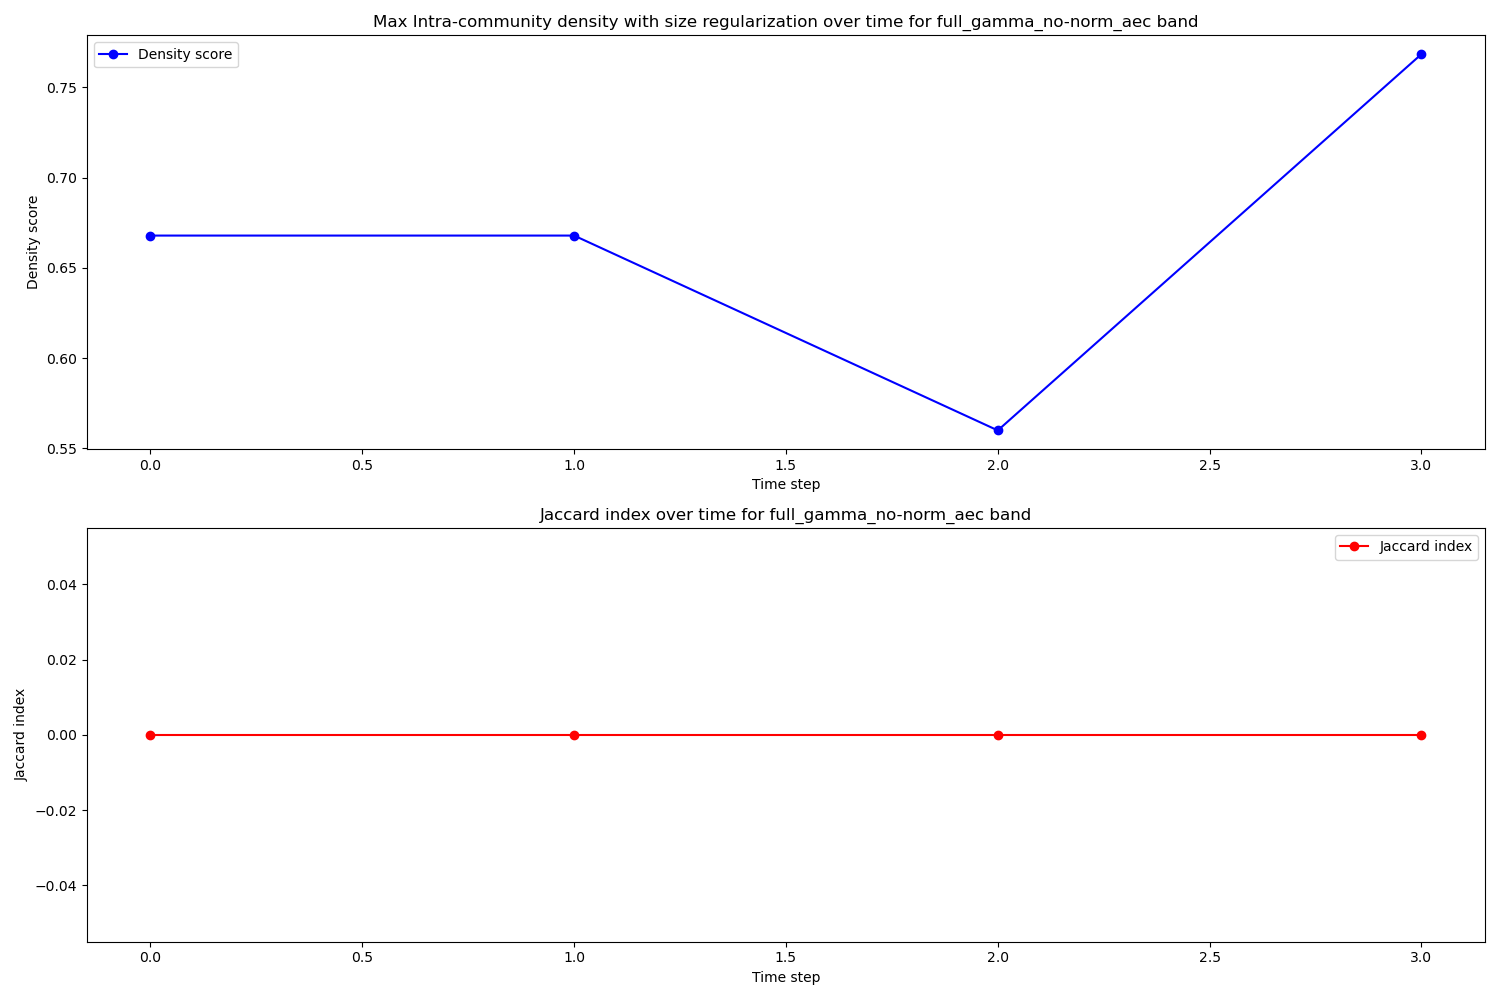 Max Intra-community density with size regularization over time for full_gamma_no-norm_aec band
Density score
0.75
0.70
0.65
0.60
0.55
Density score
0.0 0.5 1.0 1.5 2.0 2.5 3.0
Time step
Jaccard index over time for full_gamma_no-norm_aec band
Jaccard index
0.04
0.02
0.00
−0.02
−0.04
Jaccard index
0.0 0.5 1.0 1.5 2.0 2.5 3.0
Time step